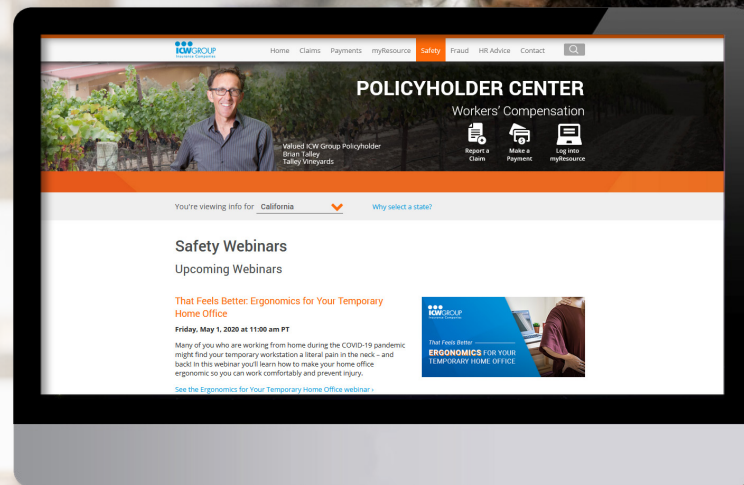 ICWGROUP
Insurance Companies
Home Claims Payments myResource Safety Fraud HR Advice Contact
POLICYHOLDER CENTER
Workers' Compensation
Valued ICW Group Policyholder
Brian Talley
Talley Vineyards
Report a Claim
Make a Payment
Log into myResource
You're viewing info for California
Why select a state?
Safety Webinars
Upcoming Webinars
That Feels Better: Ergonomics for Your Temporary
Home Office
Friday, May 1, 2020 at 11:00 am PT
Many of you who are working from home during the COVID-19 pandemic
might find your temporary workstation a literal pain in the neck – and
back! In this webinar you'll learn how to make your home office
ergonomic so you can work comfortably and prevent injury.
See the Ergonomics for Your Temporary Home Office webinar ›
ICWGROUP
Insurance Companies
That Feels Better
ERGONOMICS FOR YOUR
TEMPORARY HOME OFFICE